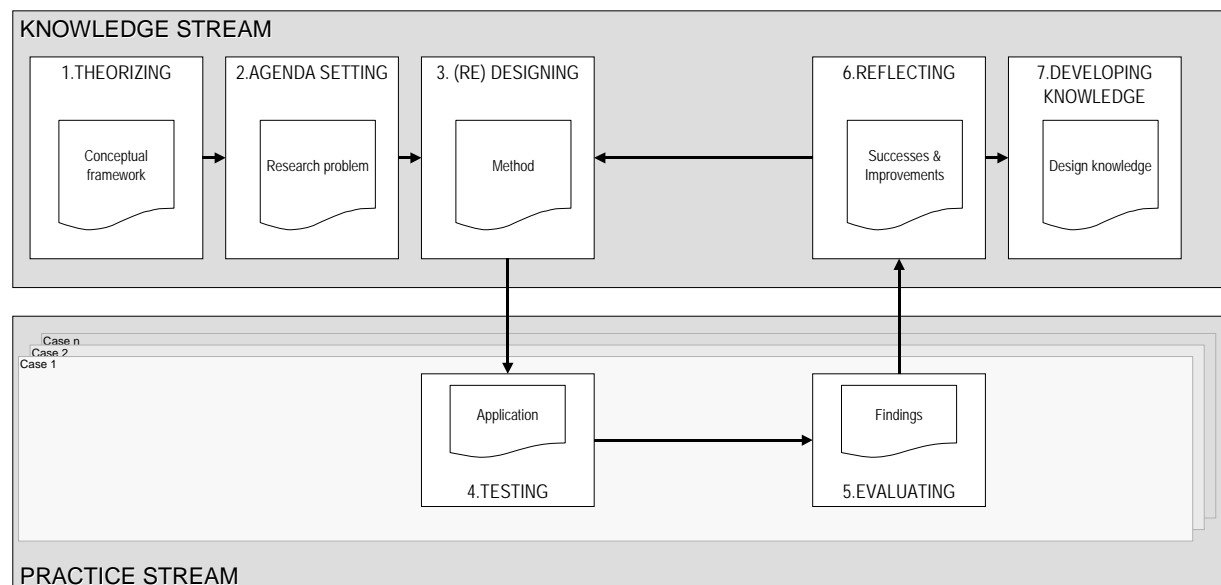 KNOWLEDGE STREAM
1.THEORIZING
Conceptual
framework
2.AGENDA SETTING
Research problem
3. (RE) DESIGNING
Method
6.REFLECTING
Successes &
Improvements
7.DEVELOPING
KNOWLEDGE
Design knowledge
Case n
Case 2
Case 1
Application
4.TESTING
Findings
5.EVALUATING
PRACTICE STREAM